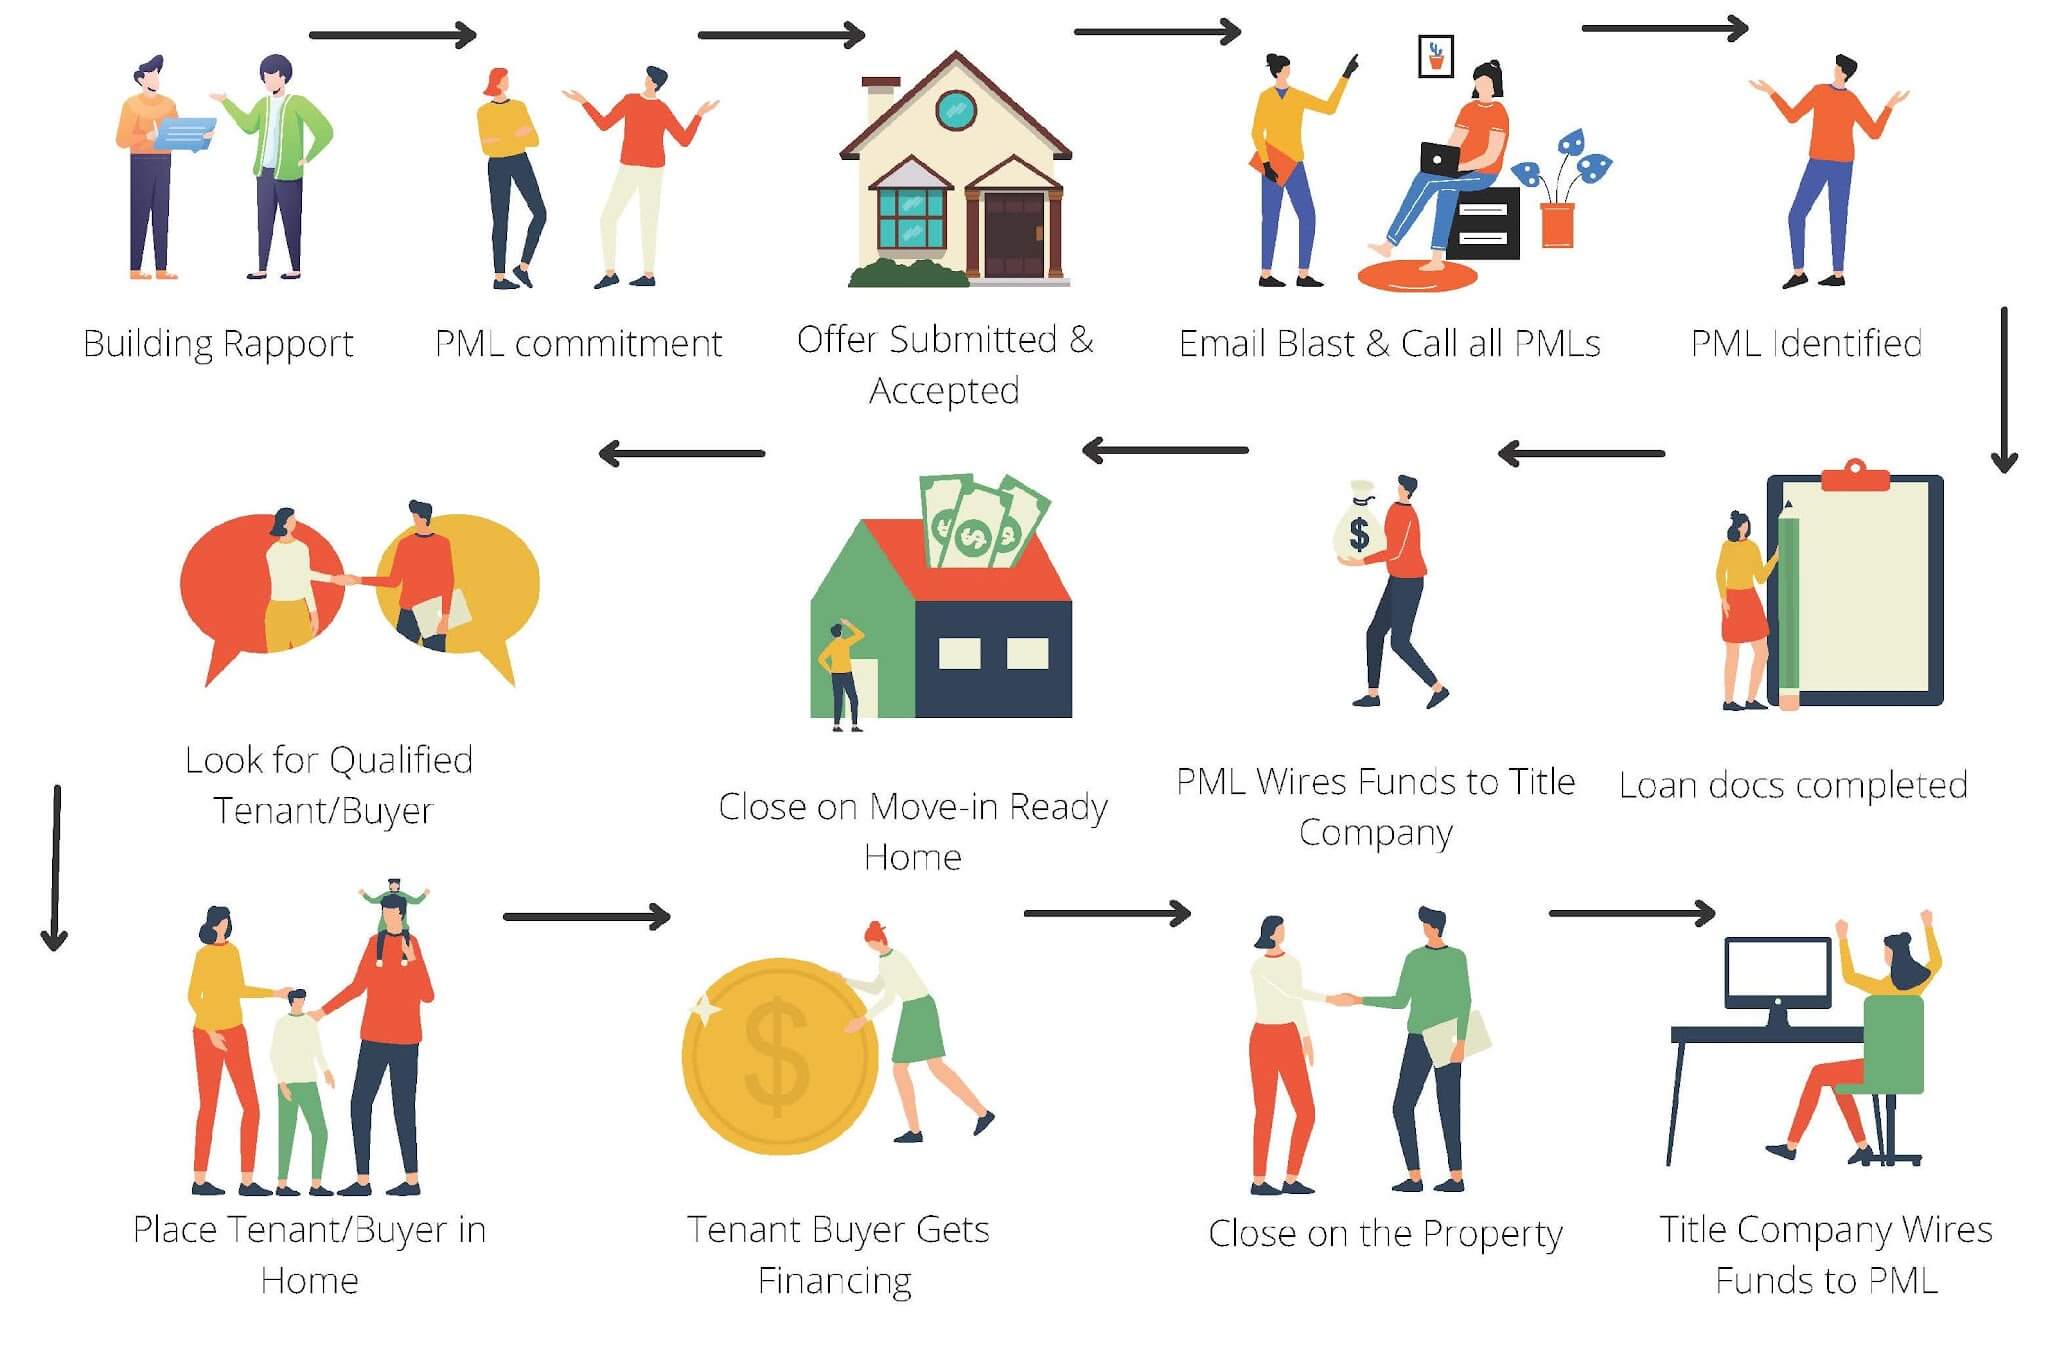 Building Rapport
PML commitment
Offer Submitted &
Accepted
Email Blast & Call all PMLs
PML Identified
Loan docs completed
PML Wires Funds to Title
Company
$
Close on Move-in Ready
Home
Look for Qualified
Tenant/Buyer
Place Tenant/Buyer in
Home
$
Tenant Buyer Gets
Financing
Close on the Property
Title Company Wires
Funds to PML